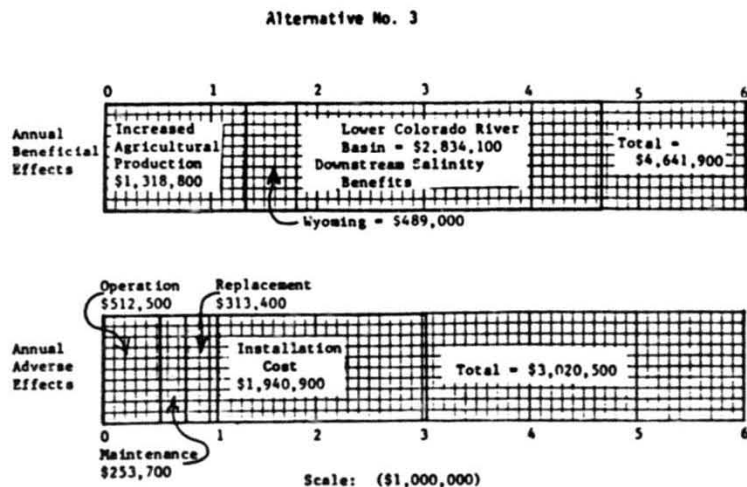 Alternative No. 3
0 1 2 3 4 5 6
Annual
Beneficial
Effects
Increased
Agricultural
Production
$1,318,800
Lower Colorado River
Basin = $2,834,100
Downstream Salinity
Benefits
Total =
$4,641,900
Wyoming = $489,000
Operation
$512,500
Replacement
$313,400
Annual
Adverse
Effects
Installation
Cost
$1,940,900
Total = $3,020,500
0 1 2 3 4 5 6
Maintenance
$253,700
Scale: ($1,000,000)